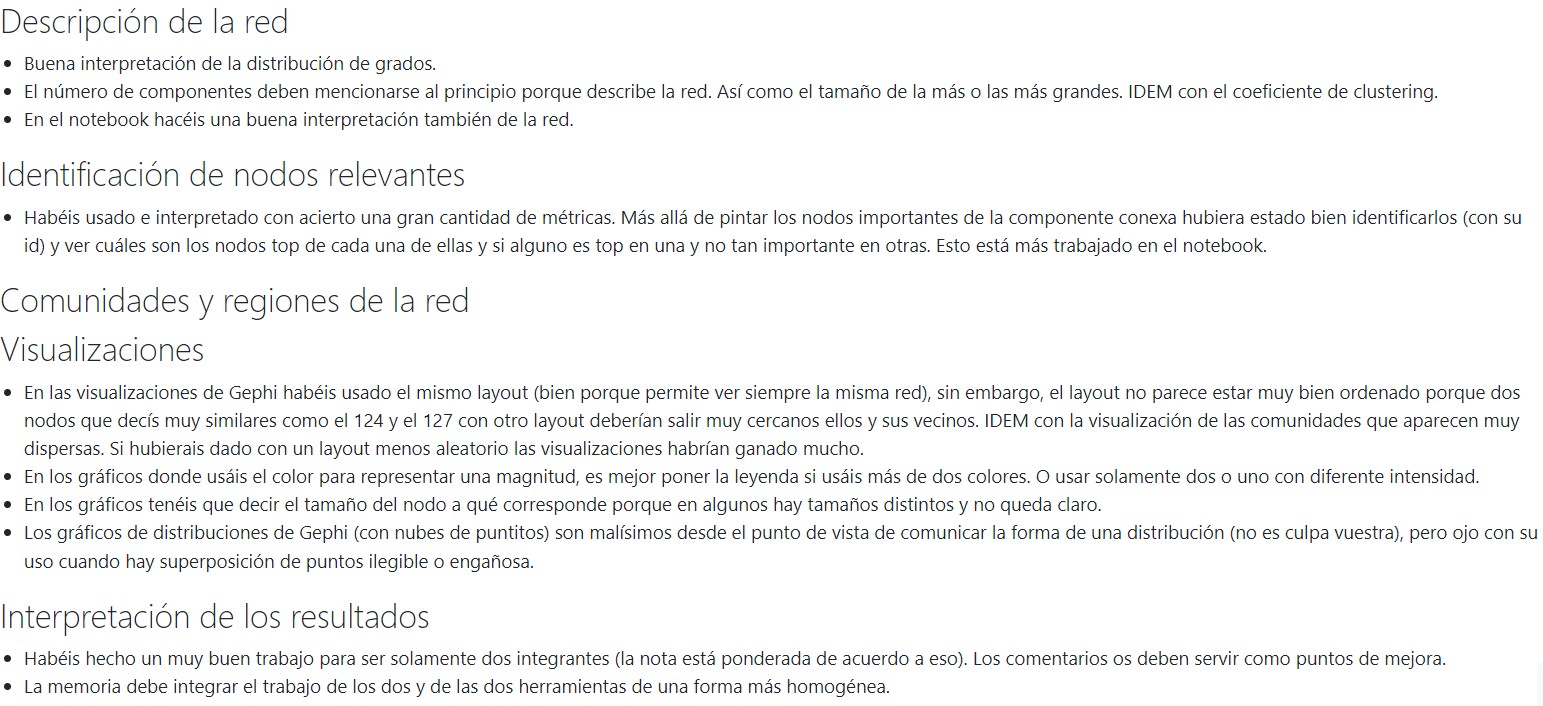 Descripción de la red
• Buena interpretación de la distribución de grados.
• El número de componentes deben mencionarse al principio porque describe la red. Así como el tamaño de la más o las más grandes. IDEM con el coeficiente de clustering.
• En el notebook hacéis una buena interpretación también de la red.
Identificación de nodos relevantes
• Habéis usado e interpretado con acierto una gran cantidad de métricas. Más allá de pintar los nodos importantes de la componente conexa hubiera estado bien identificarlos (con su
id) y ver cuáles son los nodos top de cada una de ellas y si alguno es top en una y no tan importante en otras. Esto está más trabajado en el notebook.
Comunidades y regiones de la red
Visualizaciones
• En las visualizaciones de Gephi habéis usado el mismo layout (bien porque permite ver siempre la misma red), sin embargo, el layout no parece estar muy bien ordenado porque dos
nodos que decís muy similares como el 124 y el 127 con otro layout deberían salir muy cercanos ellos y sus vecinos. IDEM con la visualización de las comunidades que aparecen muy
dispersas. Si hubierais dado con un layout menos aleatorio las visualizaciones habrían ganado mucho.
• En los gráficos donde usáis el color para representar una magnitud, es mejor poner la leyenda si usáis más de dos colores. O usar solamente dos o uno con diferente intensidad.
• En los gráficos tenéis que decir el tamaño del nodo a qué corresponde porque en algunos hay tamaños distintos y no queda claro.
• Los gráficos de distribuciones de Gephi (con nubes de puntitos) son malísimos desde el punto de vista de comunicar la forma de una distribución (no es culpa vuestra), pero ojo con su
uso cuando hay superposición de puntos ilegible o engañosa.
Interpretación de los resultados
• Habéis hecho un muy buen trabajo para ser solamente dos integrantes (la nota está ponderada de acuerdo a eso). Los comentarios os deben servir como puntos de mejora.
• La memoria debe integrar el trabajo de los dos y de las dos herramientas de una forma más homogénea.